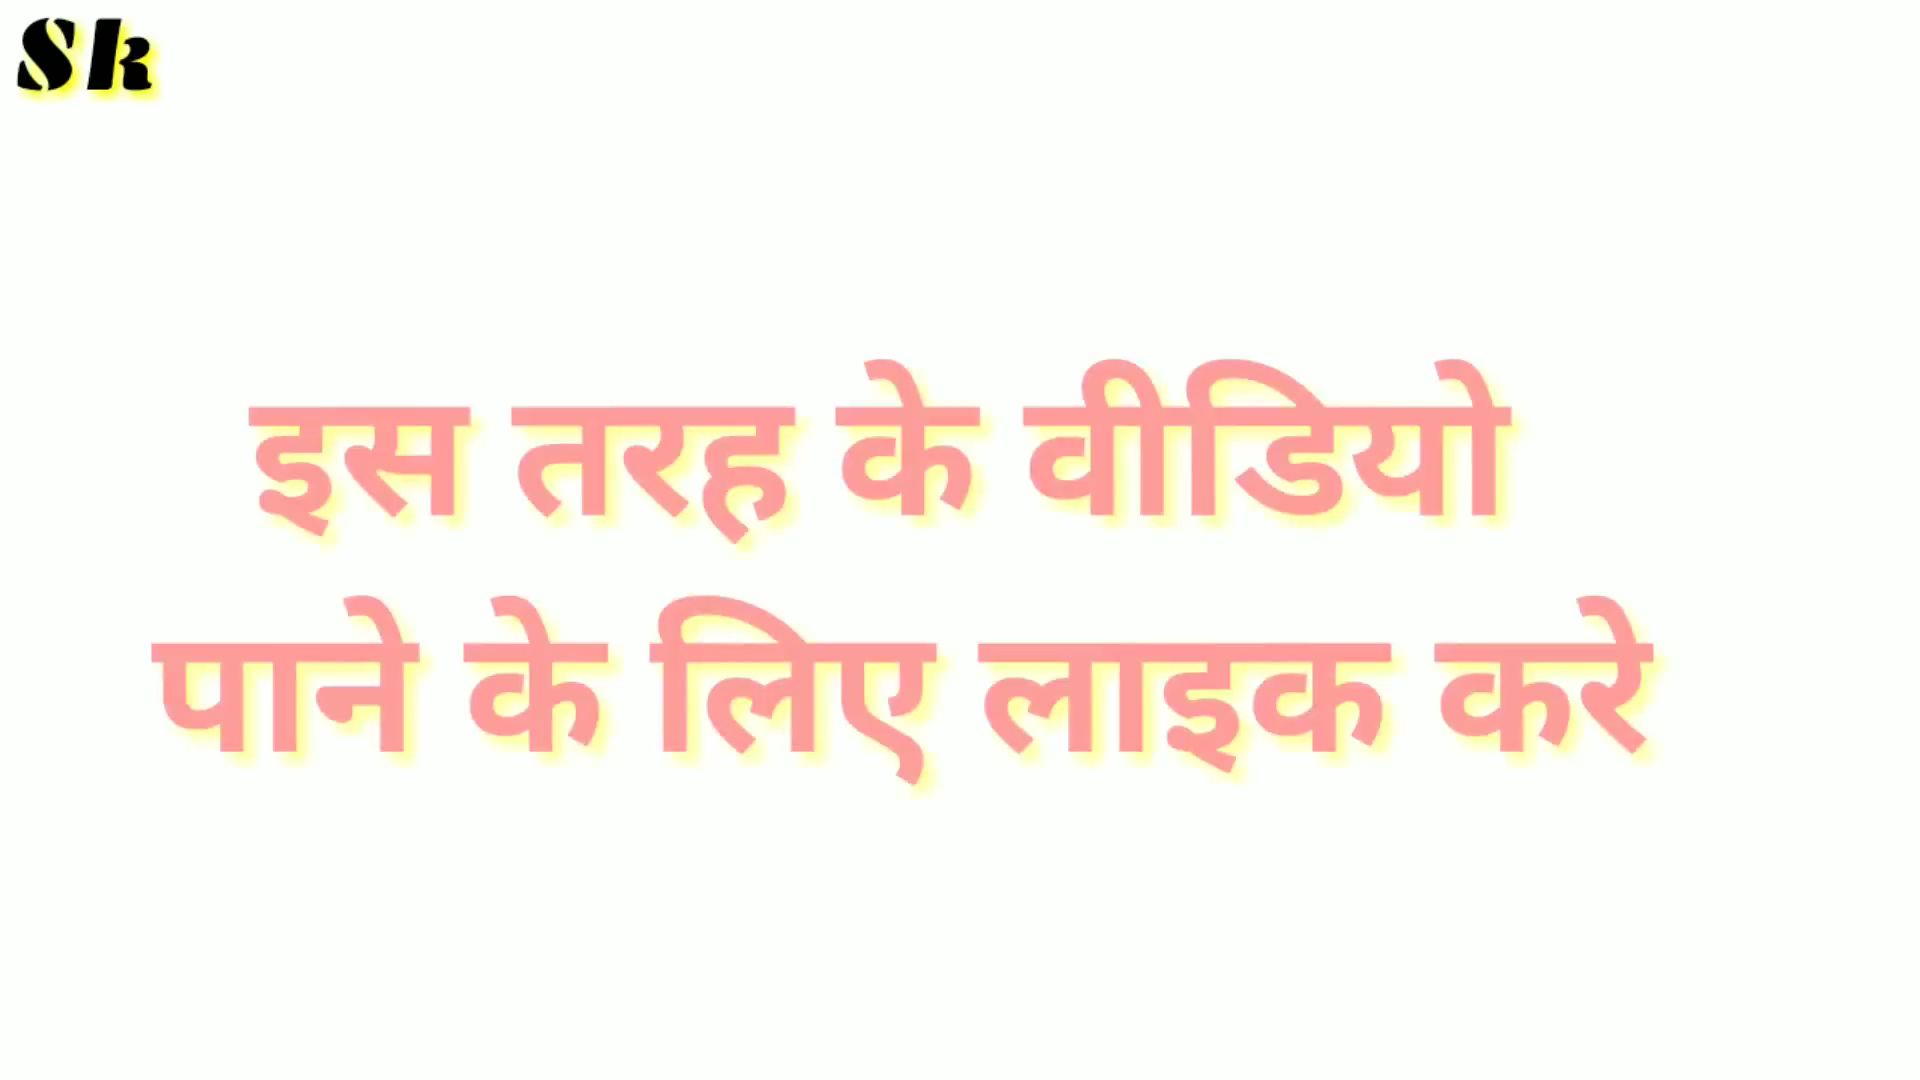 Sk
इस तरह के वीडियो
पाने के लिए लाइक करे